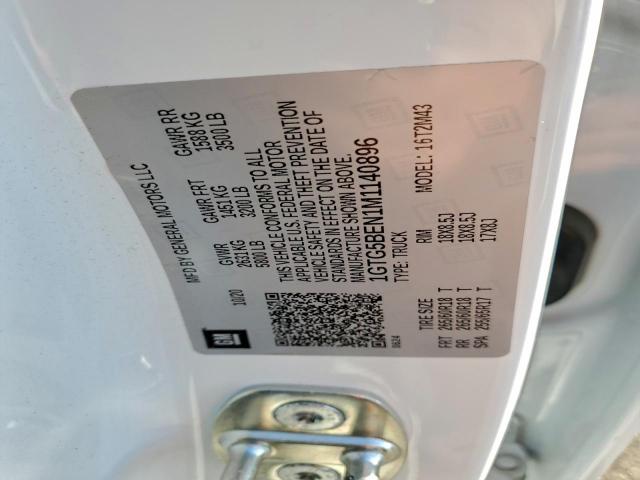 GM
MFD BY GENERAL MOTORS LLC
10/20 GVWR GAWR FRT GAWR RR
2631 KG 1451 KG 1588 KG
5800 LB 3200 LB 3500 LB
THIS VEHICLE CONFORMS TO ALL
APPLICABLE U.S. FEDERAL MOTOR
VEHICLE SAFETY AND THEFT PREVENTION
STANDARDS IN EFFECT ON THE DATE OF
MANUFACTURE SHOWN ABOVE.
1GTG5BEN1M1140896
TYPE: TRUCK MODEL: 16T2M43
TIRE SIZE RIM
FRT 265/60R18 T 18X8.5J
RR 265/60R18 T 18X8.5J
SPA 265/65R17 T 17X8J